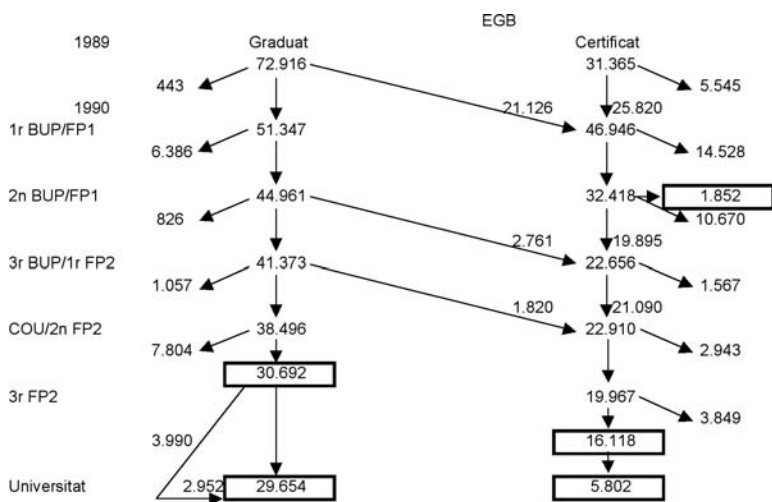 EGB
1989 Graduat Certificat
72.916 31.365
443 5.545
1990 21.126 25.820
1r BUP/FP1 51.347 46.946
6.386 14.528
2n BUP/FP1 44.961 32.418 1.852
826 10.670
2.761 19.895
3r BUP/1r FP2 41.373 22.656
1.057 1.567
1.820 21.090
COU/2n FP2 38.496 22.910
7.804 2.943
30.692
3r FP2 19.967
3.849
3.990 16.118
Universitat 2.952 29.654 5.802